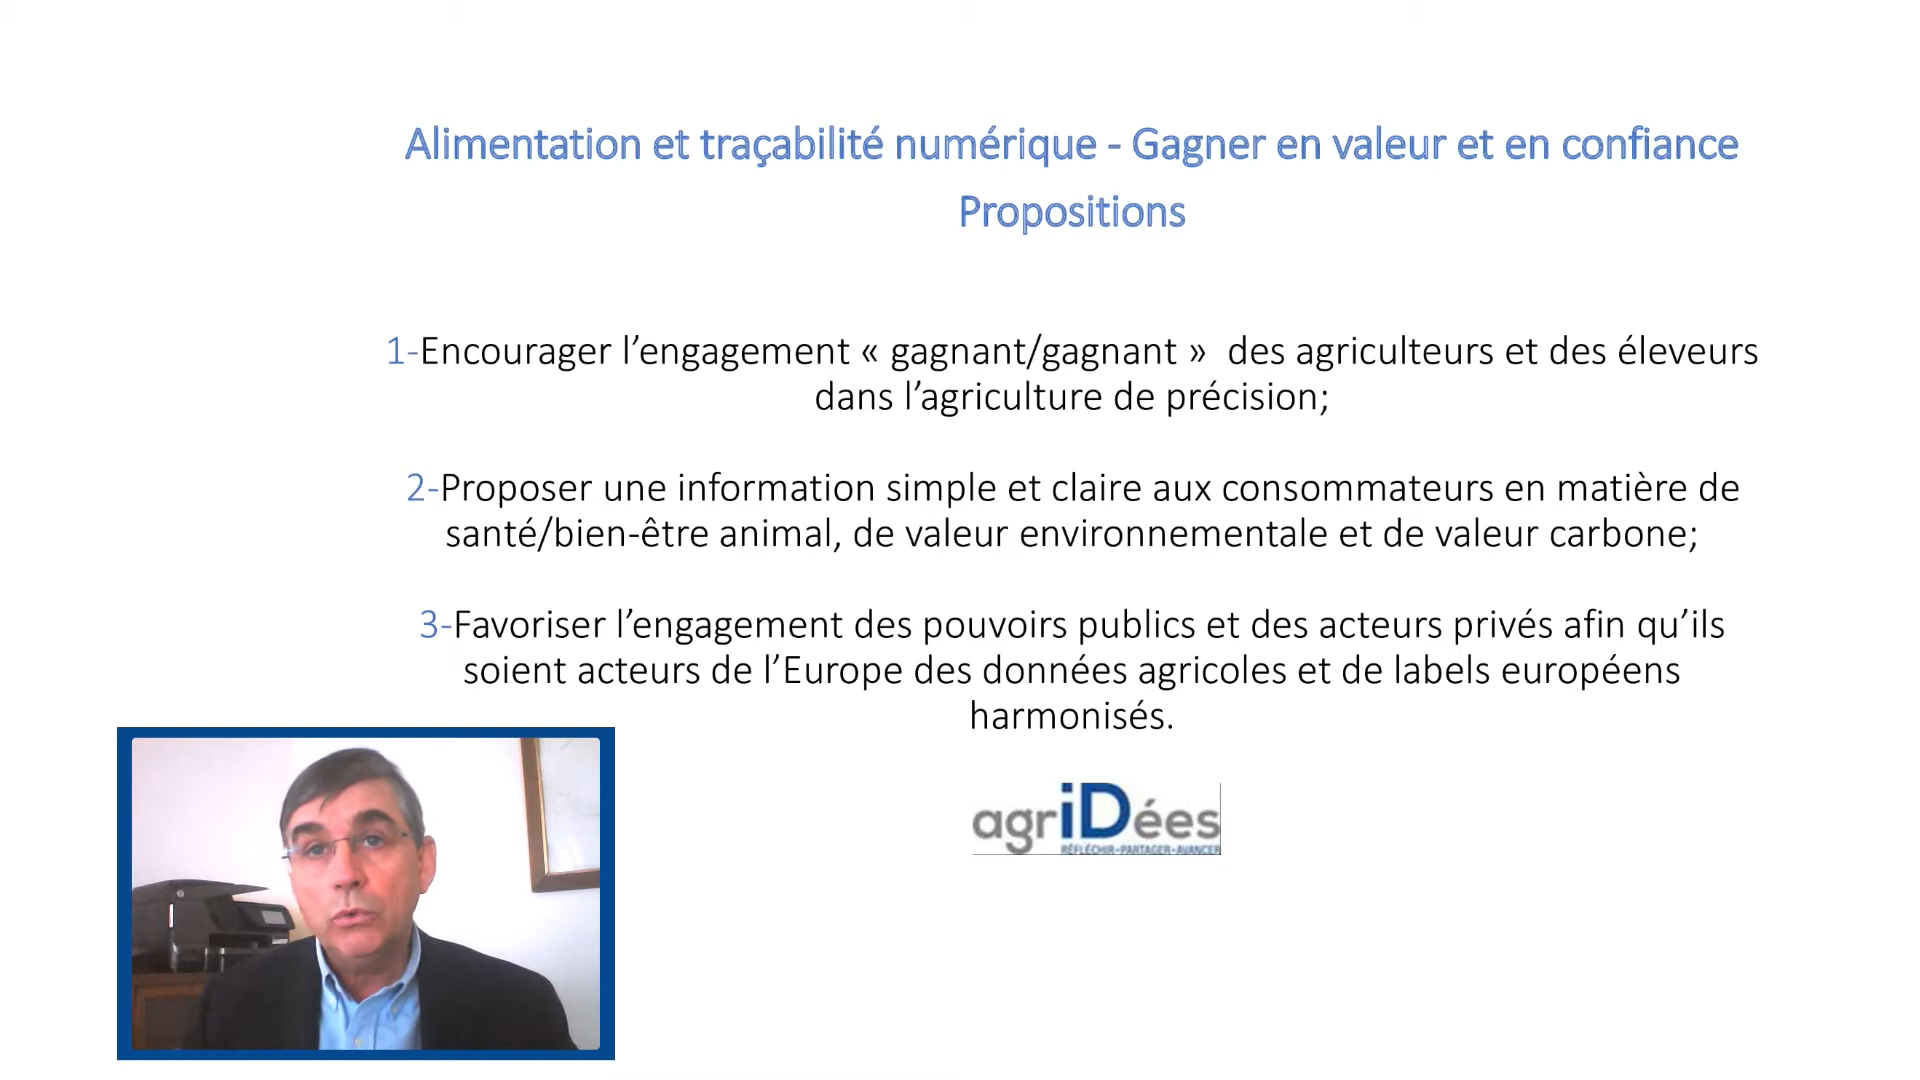 Alimentation et traçabilité numérique - Gagner en valeur et en confiance
Propositions
1-Encourager l’engagement « gagnant/gagnant »  des agriculteurs et des éleveurs
dans l’agriculture de précision;
2-Proposer une information simple et claire aux consommateurs en matière de
santé/bien-être animal, de valeur environnementale et de valeur carbone;
3-Favoriser l’engagement des pouvoirs publics et des acteurs privés afin qu’ils
soient acteurs de l’Europe des données agricoles et de labels européens
harmonisés.
agriDées
RÉFLÉCHIR-PARTAGER-AVANCER